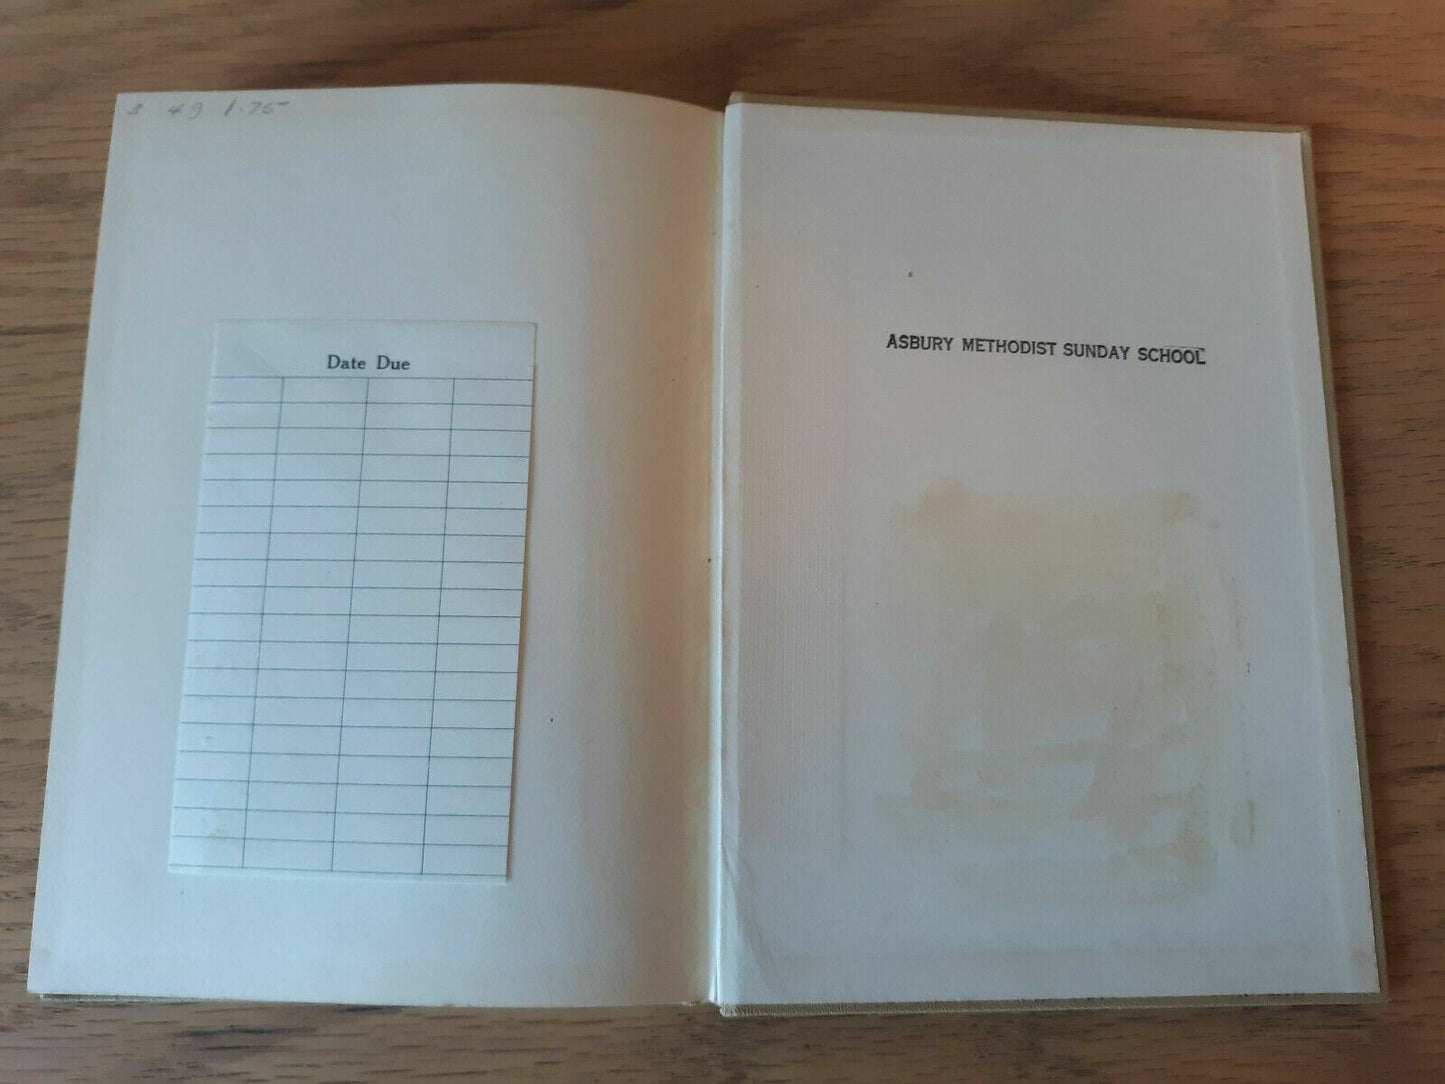 3 49 1.75
Date Due
ASBURY METHODIST SUNDAY SCHOOL